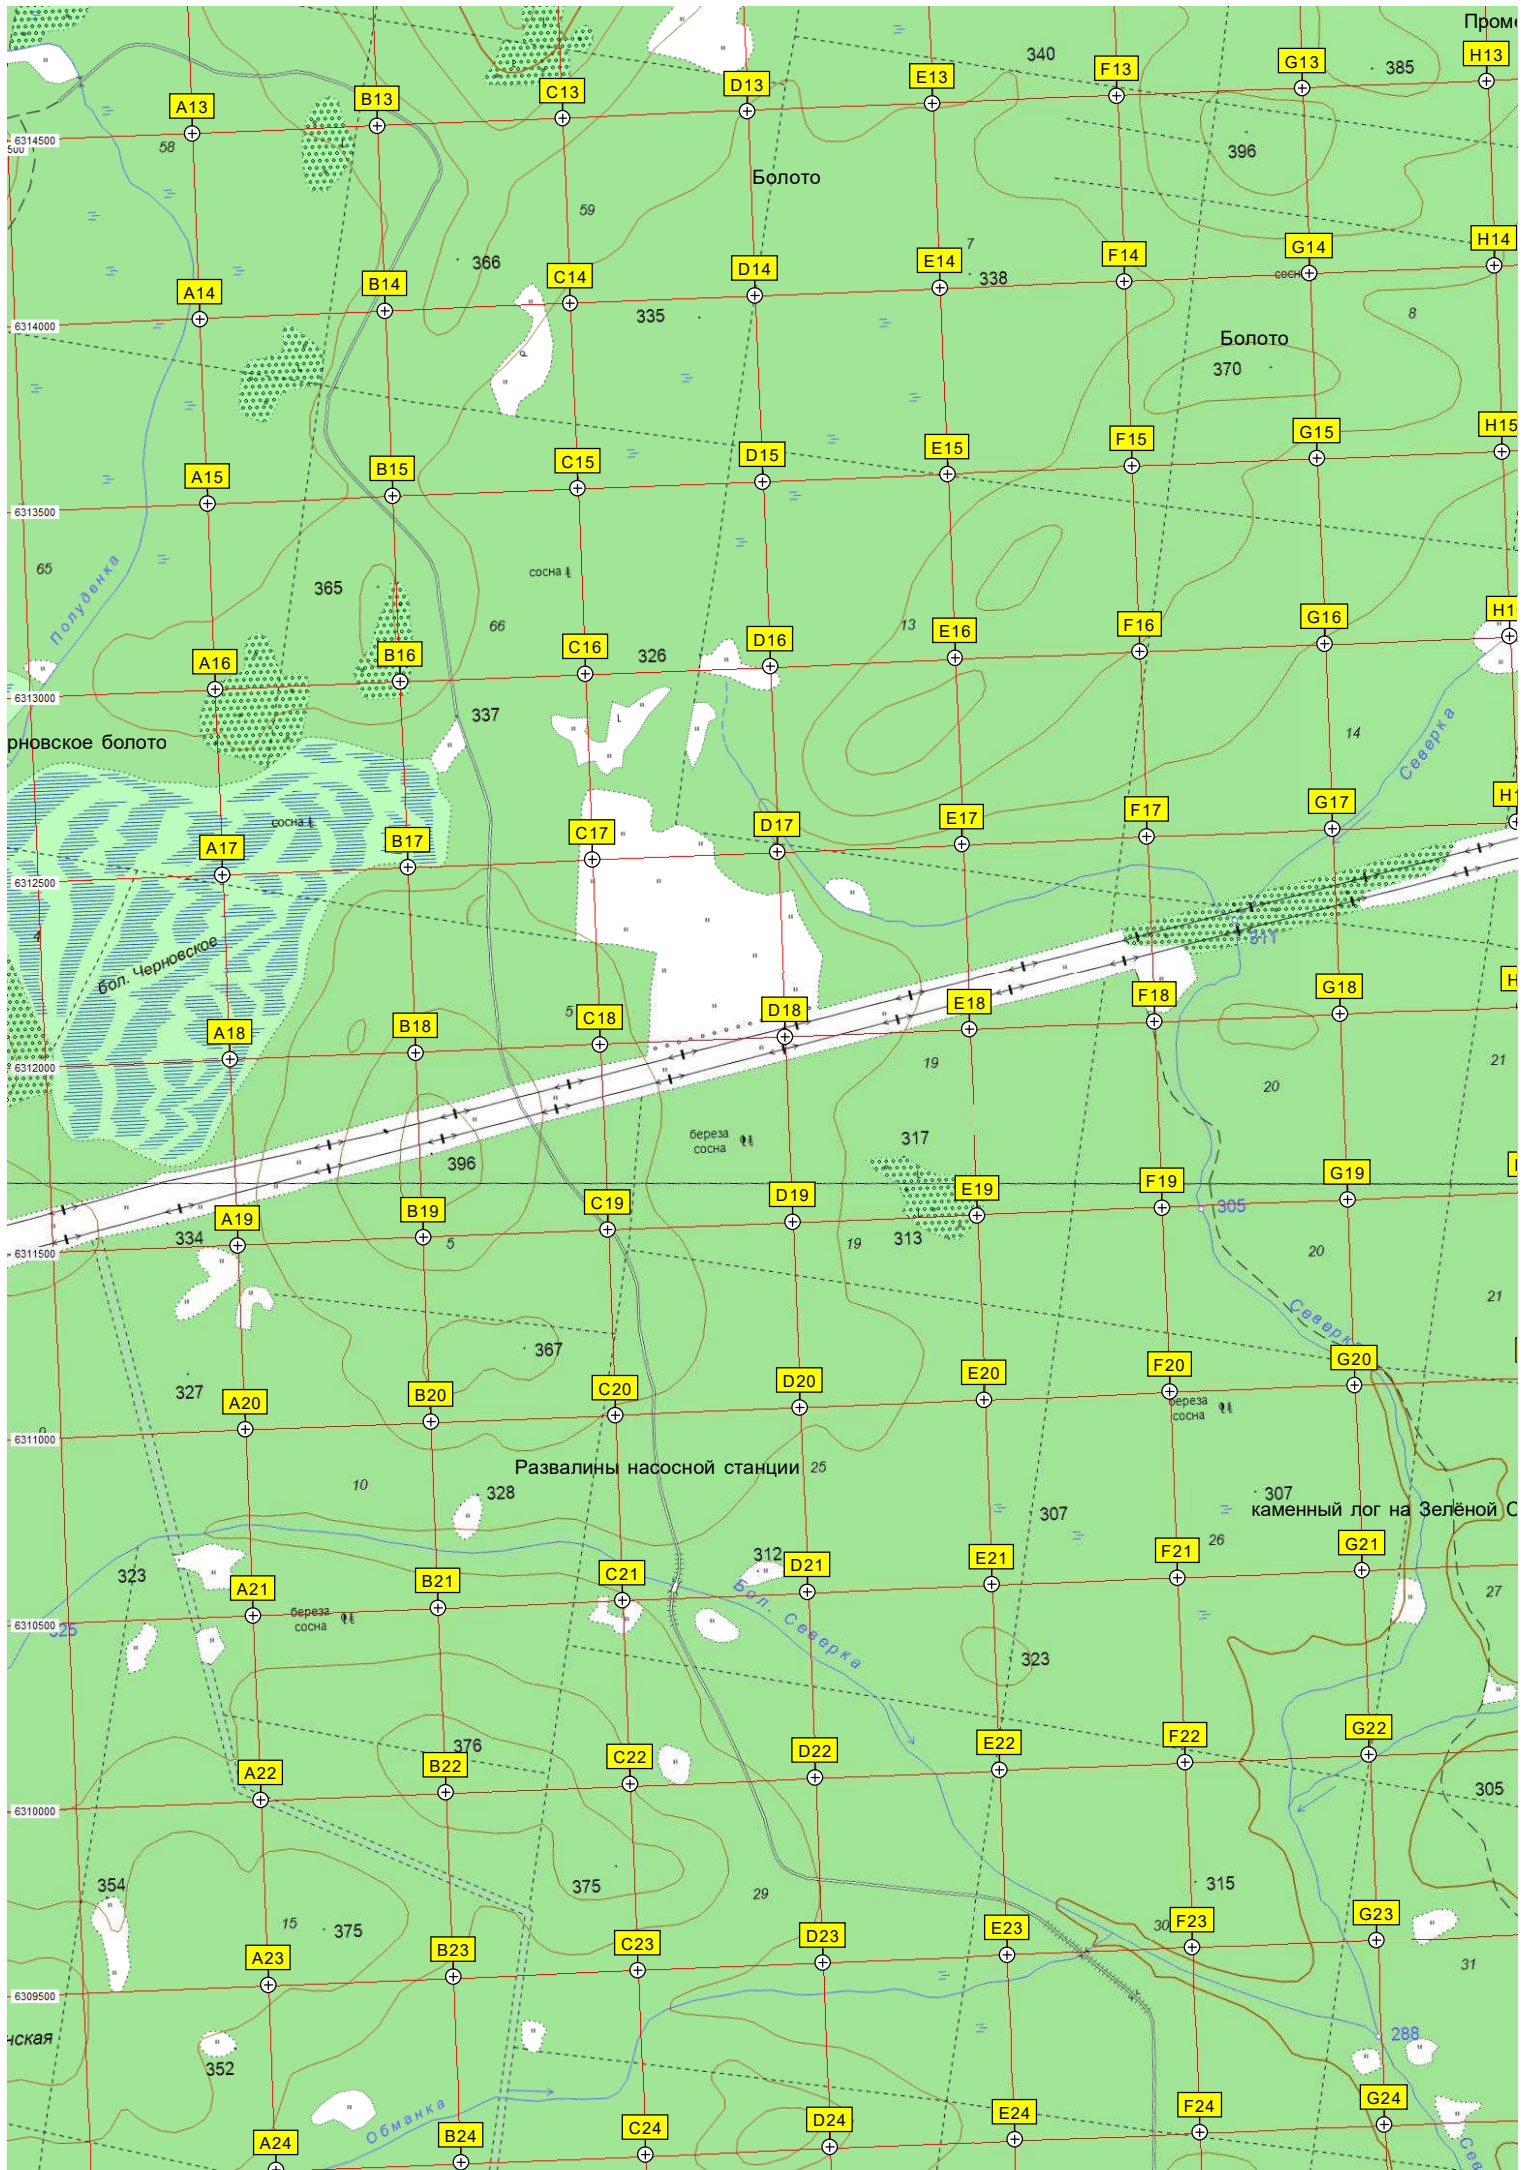 Проме
H13
G13
385
340
F13
E13
D13
C13
B13
A13
6314500
500
58
396
Болото
59
7
H14
G14
сосн
F14
E14
338
366
D14
C14
B14
A14
335
6314000
8
Болото
370
H15
G15
F15
E15
D15
C15
B15
A15
6313500
65
Полуденка
365
сосна
66
13
G16
F16
E16
D16
C16
326
B16
A16
6313000
337
14
Северка
рновское болото
сосна
G17
F17
E17
D17
C17
B17
A17
6312500
4
бол. Черновское
311
G18
F18
E18
D18
C18
5
B18
A18
6312000
19
20
21
береза
сосна
317
396
G19
F19
E19
D19
C19
B19
A19
305
334
5
19
313
20
6311500
21
Северка
367
G20
F20
E20
D20
C20
B20
A20
327
береза
сосна
6311000
Развалины насосной станции
25
10
328
307
307
каменный лог на Зелёной С
26
G21
F21
E21
D21
312
C21
B21
A21
323
27
Бол. Северка
береза
сосна
6310500
325
323
G22
F22
E22
D22
C22
376
B22
A22
305
6310000
354
375
29
315
15
375
30
G23
F23
E23
D23
C23
B23
A23
31
6309500
нская
288
352
Обманка
G24
F24
E24
D24
C24
B24
A24
Сев